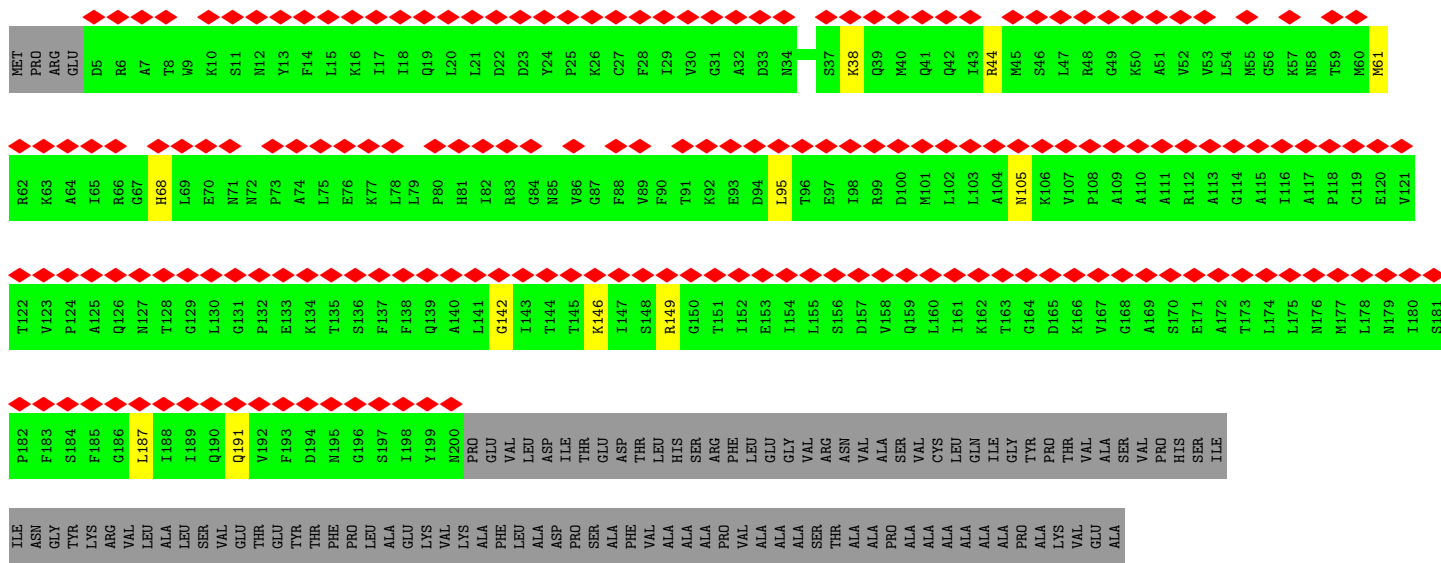 MET PRO ARG GLU D5 R6 A7 T8 W9 K10 S11 N12 Y13 F14 L15 K16 I17 I18 Q19 L20 L21 D22 D23 Y24 P25 K26 C27 F28 I29 V30 G31 A32 D33 N34 S37 K38 Q39 M40 Q41 Q42 I43 R44 M45 S46 L47 R48 G49 K50 A51 V52 V53 L54 M55 G56 K57 N58 T59 M60 M61
R62 K63 A64 I65 R66 G67 H68 L69 E70 N71 N72 P73 A74 L75 E76 K77 L78 L79 P80 H81 I82 R83 G84 N85 V86 G87 F88 V89 F90 T91 K92 E93 D94 L95 T96 E97 I98 R99 D100 M101 L102 L103 A104 N105 K106 V107 P108 A109 A110 A111 R112 A113 G114 A115 I116 A117 P118 C119 E120 V121
T122 V123 P124 A125 Q126 N127 T128 G129 L130 G131 P132 E133 K134 T135 S136 F137 F138 Q139 A140 L141 G142 I143 T144 T145 K146 I147 S148 R149 G150 T151 I152 E153 I154 L155 S156 D157 V158 Q159 L160 I161 K162 T163 G164 D165 K166 V167 G168 A169 S170 E171 A172 T173 L174 L175 N176 M177 L178 N179 I180 S181
P182 F183 S184 F185 G186 L187 I188 I189 Q190 Q191 V192 F193 D194 N195 G196 S197 I198 Y199 N200 PRO GLU VAL LEU ASP ILE THR GLU ASP THR LEU HIS SER ARG PHE LEU GLU GLY VAL ARG ASN VAL ALA SER VAL CYS LEU GLN ILE GLY TYR PRO THR VAL ALA SER VAL PRO HIS SER ILE
ILE ASN GLY TYR LYS ARG VAL LEU ALA LEU SER VAL GLU THR GLU TYR THR PHE PRO LEU ALA GLU LYS VAL LYS ALA PHE LEU ALA ASP PRO SER ALA PHE VAL ALA ALA ALA PRO VAL ALA ALA ALA SER THR ALA ALA PRO ALA ALA ALA ALA ALA ALA PRO ALA LYS VAL GLU ALA